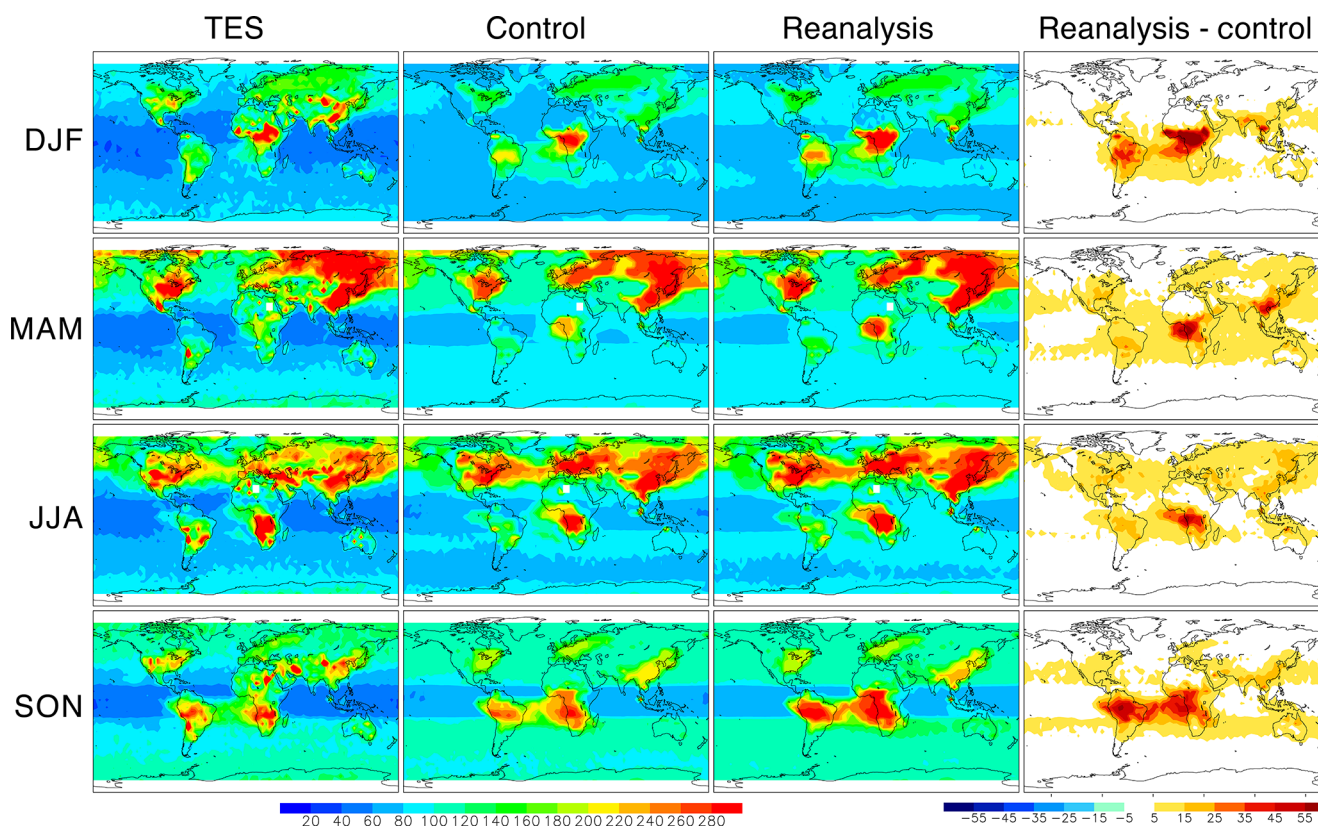 TES Control Reanalysis Reanalysis - control
DJF
MAM
JJA
SON
20 40 60 80 100 120 140 160 180 200 220 240 260 280
-55 -45 -35 -25 -15 -5 5 15 25 35 45 55